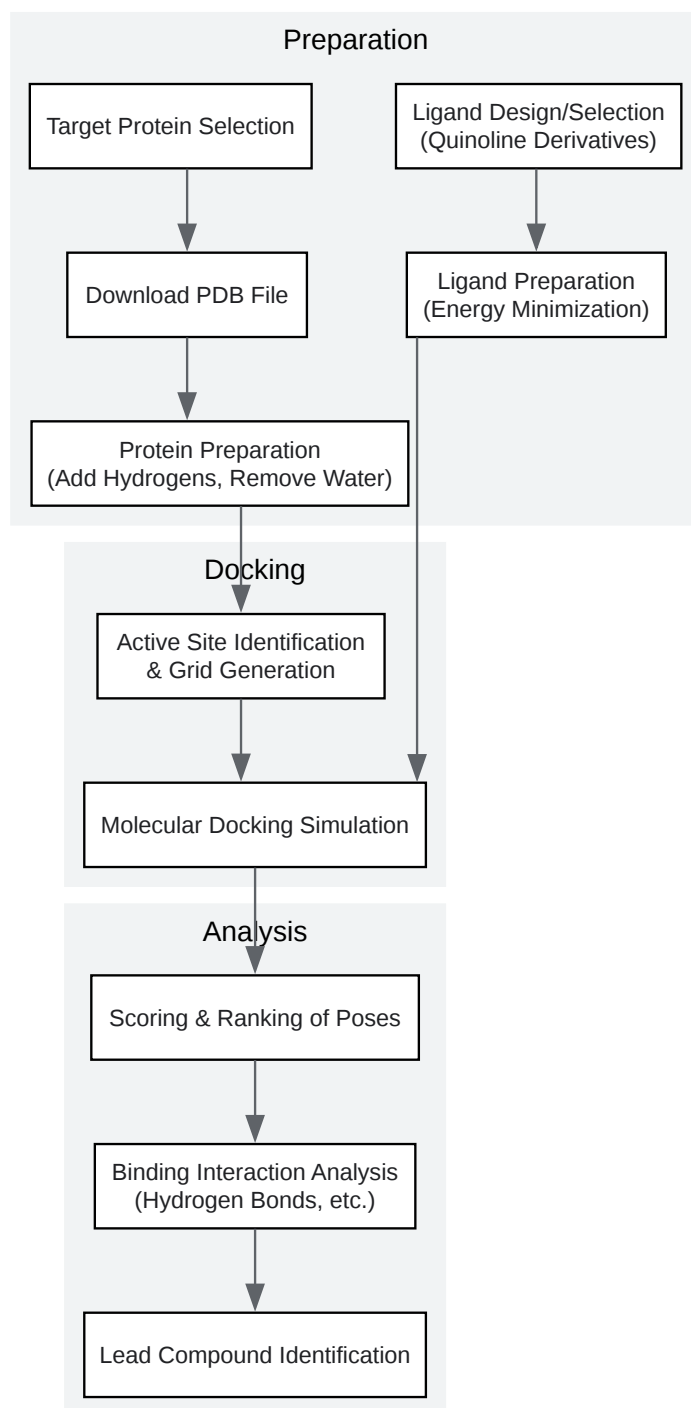 Preparation
Target Protein Selection
Ligand Design/Selection
(Quinoline Derivatives)
Download PDB File
Ligand Preparation
(Energy Minimization)
Protein Preparation
(Add Hydrogens, Remove Water)
Docking
Active Site Identification
& Grid Generation
Molecular Docking Simulation
Analysis
Scoring & Ranking of Poses
Binding Interaction Analysis
(Hydrogen Bonds, etc.)
Lead Compound Identification